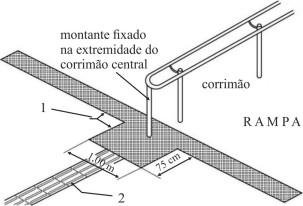 montante fixado
na extremidade do
corrimão central
corrimão
RAMPA
1
1,00 m
75 cm
2